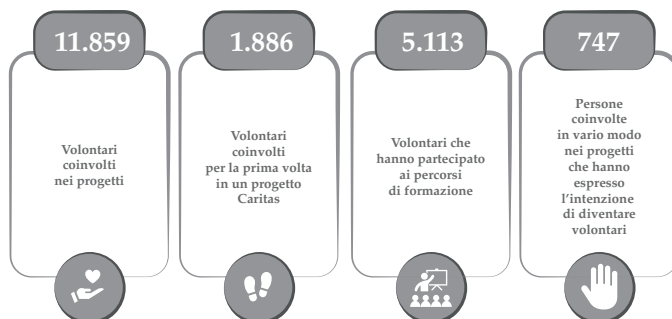 11.859
Volontari
coinvolti
nei progetti
1.886
Volontari
coinvolti
per la prima volta
in un progetto
Caritas
5.113
Volontari che
hanno partecipato
ai percorsi
di formazione
747
Persone
coinvolte
in vario modo
nei progetti
che hanno
espresso
l’intenzione
di diventare
volontari